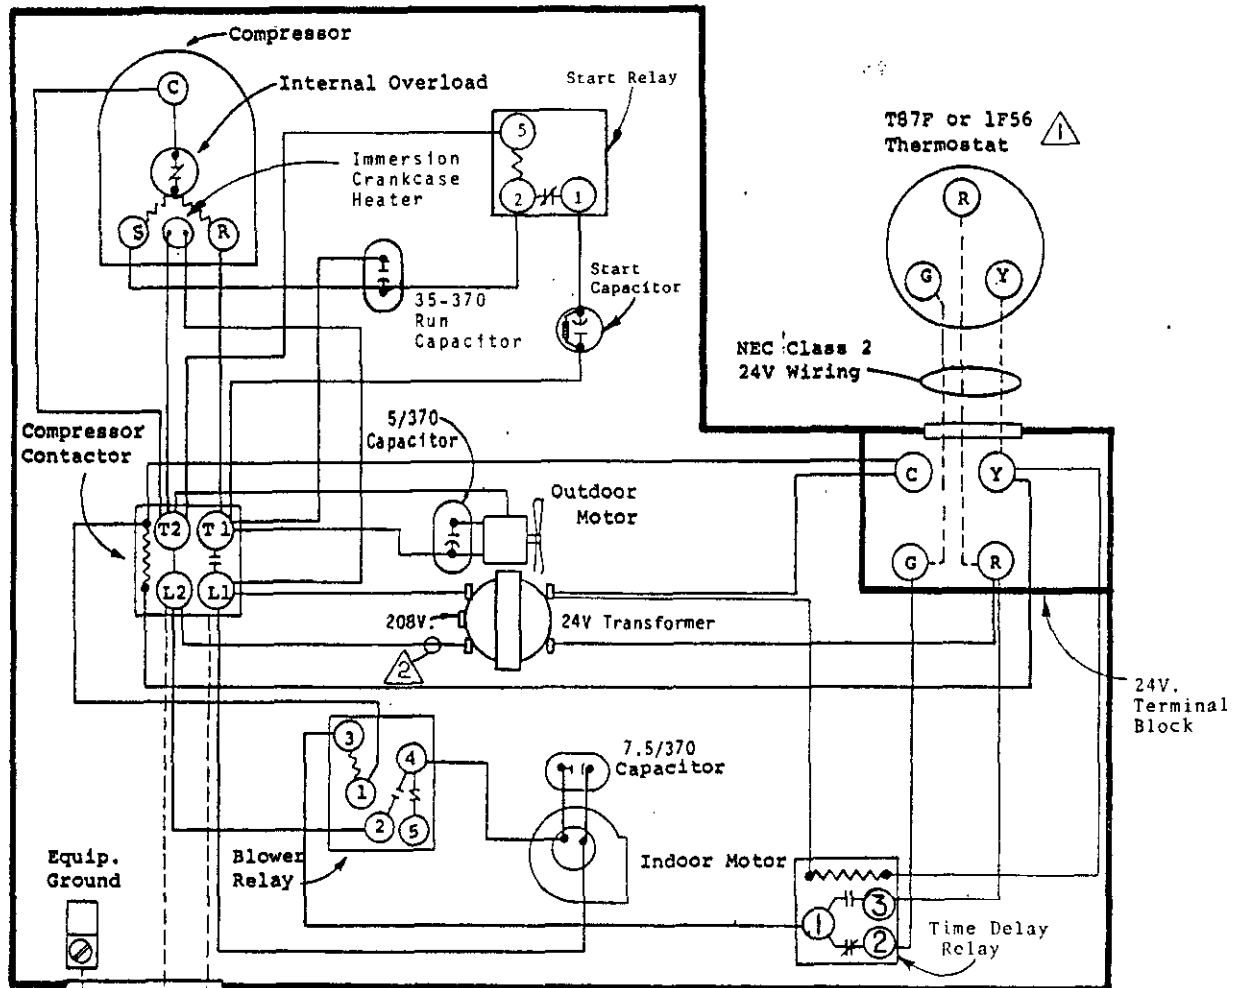 Compressor
C
Internal Overload
Start Relay
5
T87F or 1F56
Thermostat
1
Immersion
Crankcase
Heater
R
2
1
S
R
G
Y
Start
Capacitor
35-370
Run
Capacitor
NEC Class 2
24V Wiring
5/370
Capacitor
Compressor
Contactor
C
Y
Outdoor
Motor
T2
T1
G
R
L2
L1
208V.
24V Transformer
2
24V.
Terminal
Block
3
4
7.5/370
Capacitor
1
2
5
Equip.
Ground
Blower
Relay
Indoor Motor
3
1
2
Time Delay
Relay